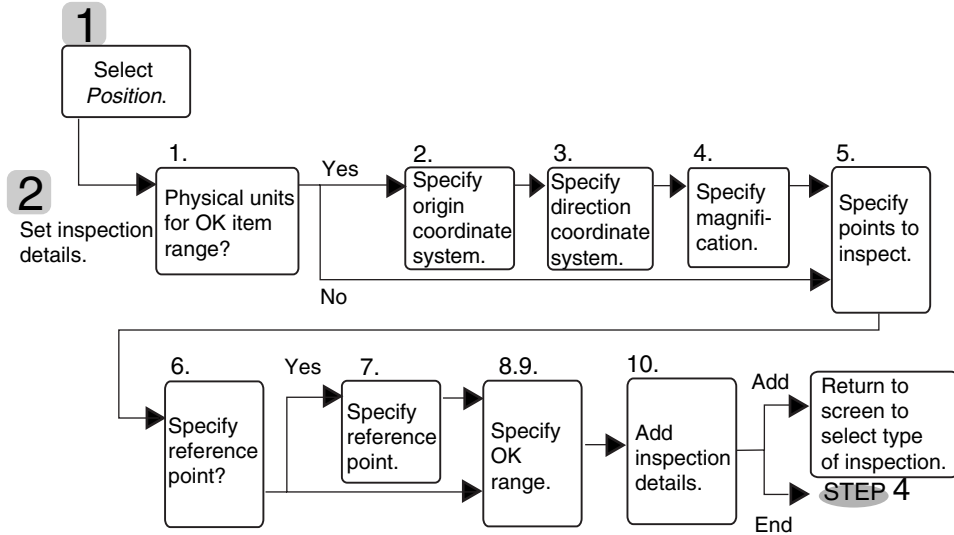 1
Select
Position.
2
Set inspection
details.
1.
Physical units
for OK item
range?
Yes
No
2.
Specify
origin
coordinate
system.
3.
Specify
direction
coordinate
system.
4.
Specify
magnifi-
cation.
5.
Specify
points to
inspect.
6.
Specify
reference
point?
Yes
7.
Specify
reference
point.
8.9.
Specify
OK
range.
10.
Add
inspection
details.
Add
Return to
screen to
select type
of inspection.
End
STEP 4